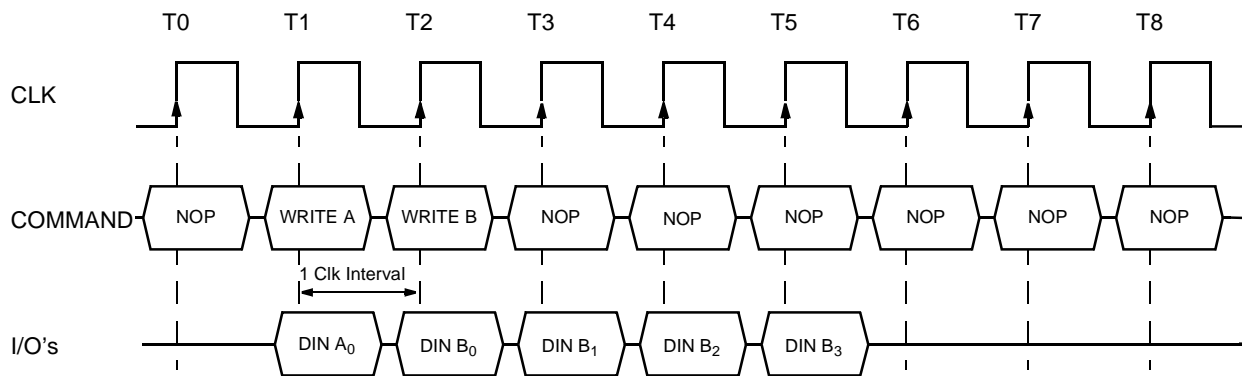 T0 T1 T2 T3 T4 T5 T6 T7 T8
CLK
COMMAND NOP WRITE A WRITE B NOP NOP NOP NOP NOP NOP
1 Clk Interval
I/O's DIN A0 DIN B0 DIN B1 DIN B2 DIN B3